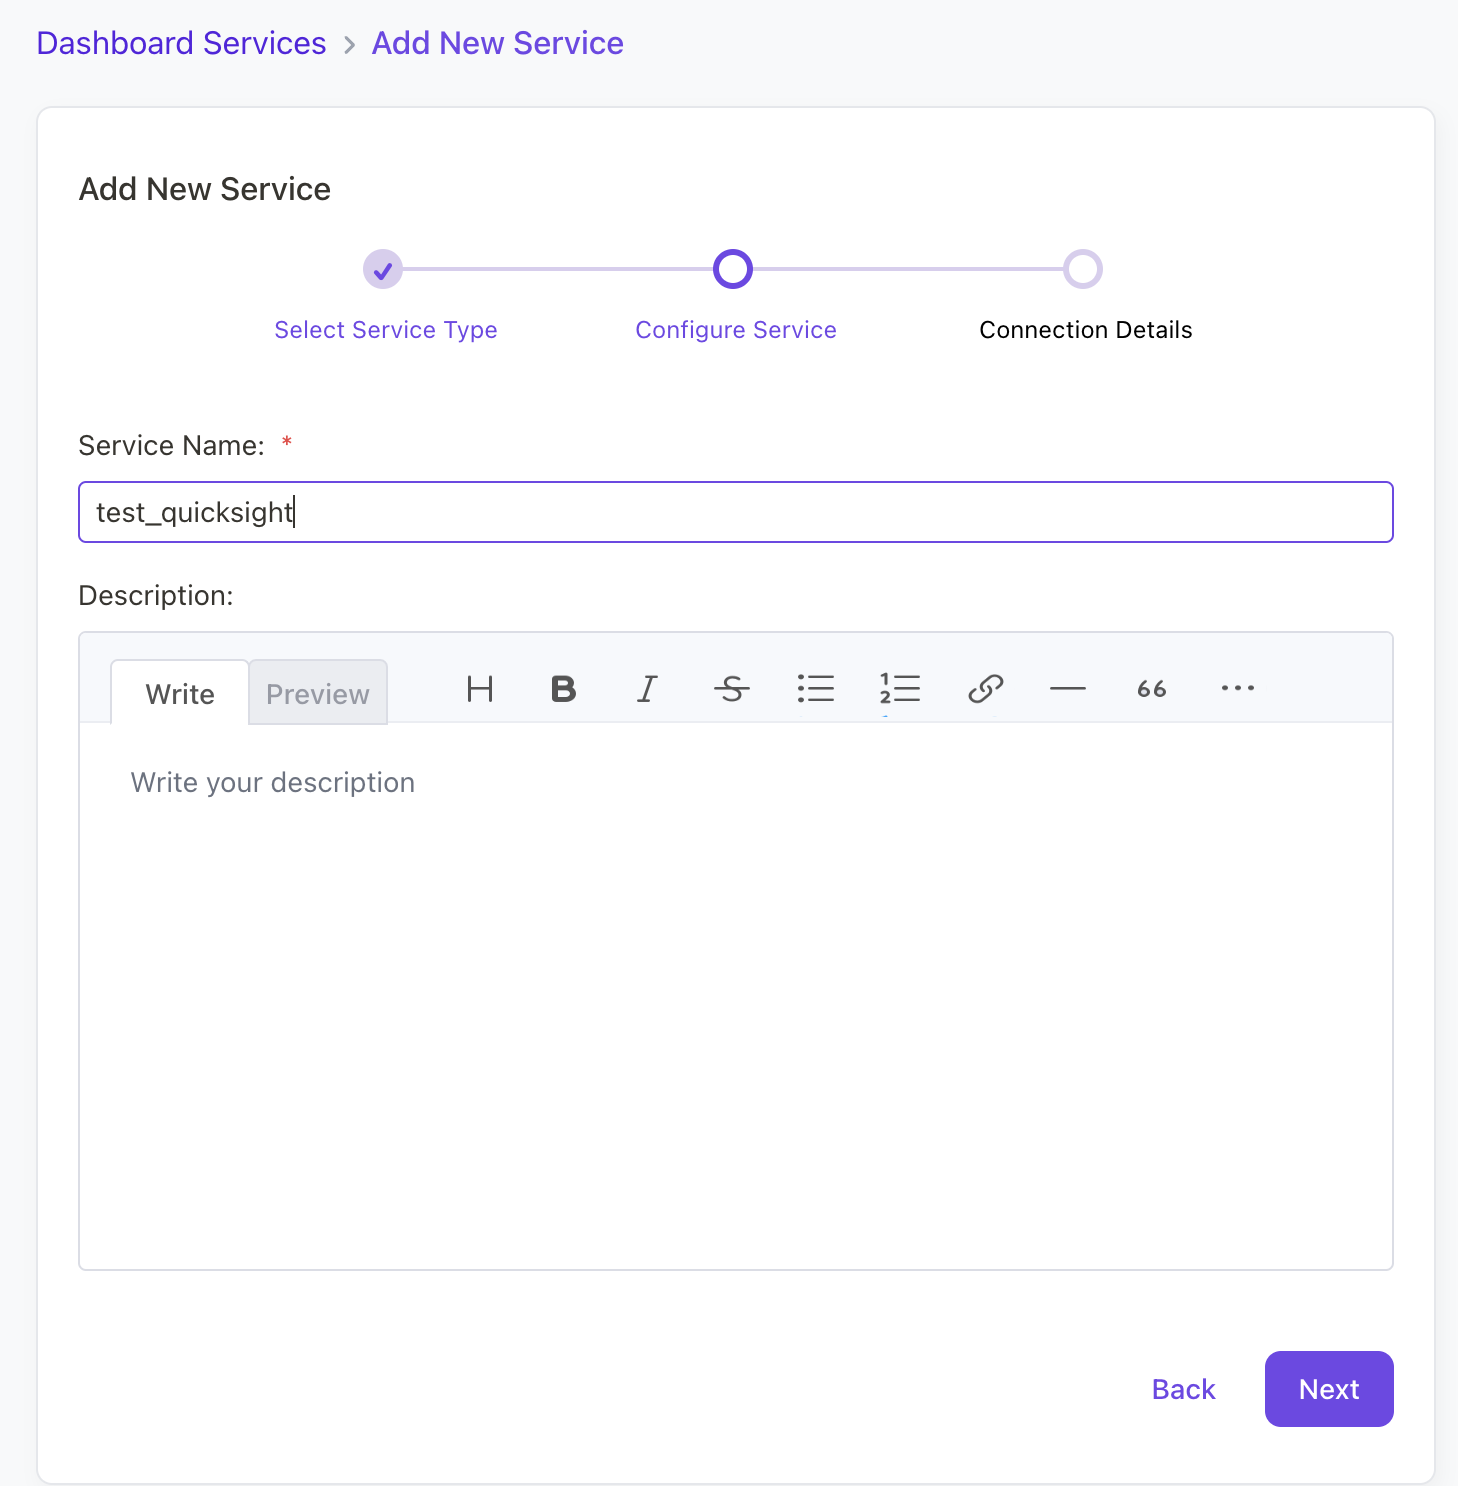 Dashboard Services > Add New Service
Add New Service
Select Service Type Configure Service Connection Details
Service Name: *
test_quicksight
Description:
Write Preview
Write your description
Back Next